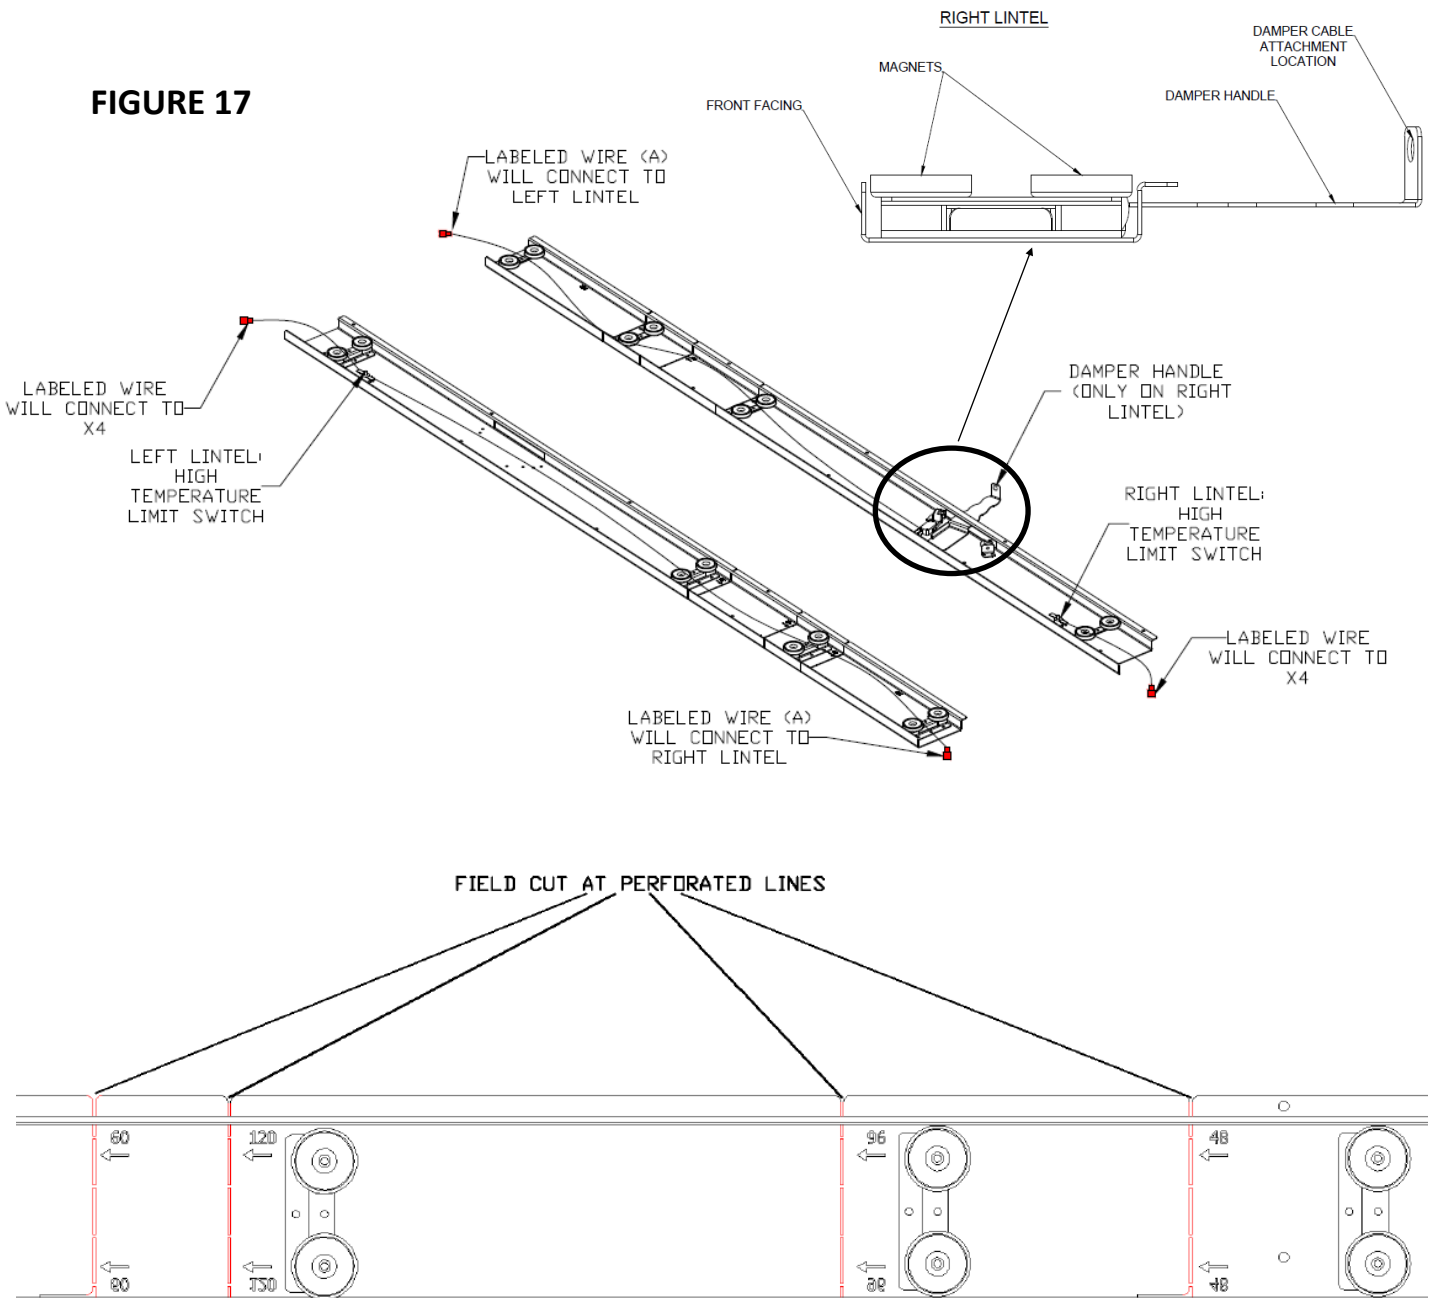 RIGHT LINTEL
DAMPER CABLE
ATTACHMENT
LOCATION
MAGNETS
FRONT FACING
DAMPER HANDLE
FIGURE 17
LABELED WIRE (A)
WILL CONNECT TO
LEFT LINTEL
LABELED WIRE
WILL CONNECT TO
X4
LEFT LINTEL:
HIGH
TEMPERATURE
LIMIT SWITCH
DAMPER HANDLE
(ONLY ON RIGHT
LINTEL)
RIGHT LINTEL:
HIGH
TEMPERATURE
LIMIT SWITCH
LABELED WIRE
WILL CONNECT TO
X4
LABELED WIRE (A)
WILL CONNECT TO
RIGHT LINTEL
FIELD CUT AT PERFORATED LINES
60 120 96 48
60 120 96 48